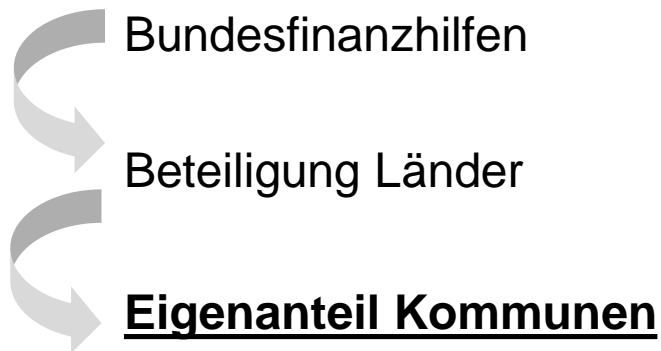 Bundesfinanzhilfen
Beteiligung Länder
Eigenanteil Kommunen